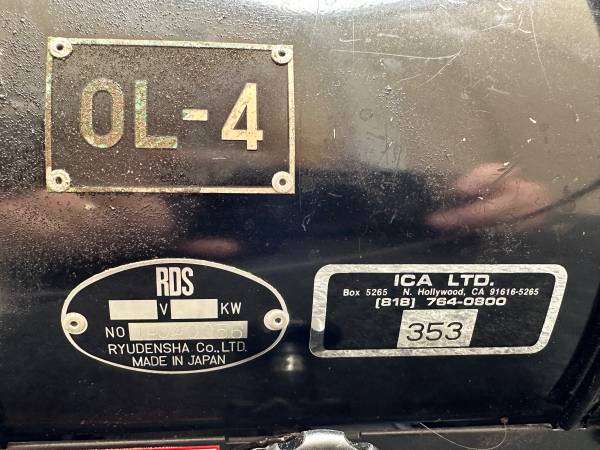 OL-4
RDS
V KW
NO
RYUDENSHA Co., LTD.
MADE IN JAPAN
ICA LTD.
Box 5265 N. Hollywood, CA 91616-5265
(818) 764-0800
353